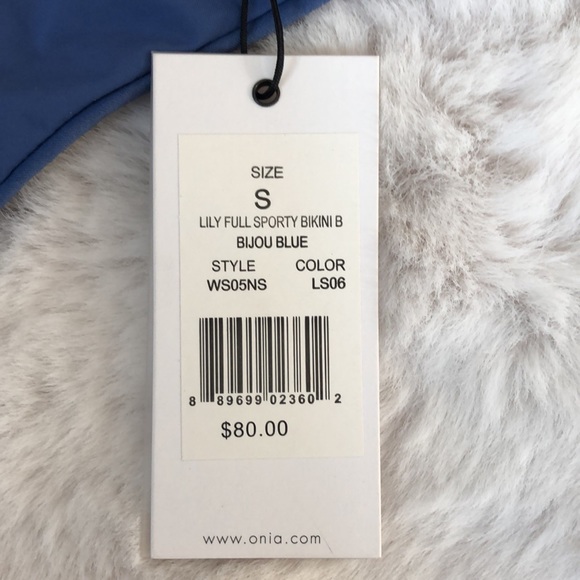 SIZE
S
LILY FULL SPORTY BIKINI B
BIJOU BLUE
STYLE COLOR
WS05NS LS06
8 89699 02360 2
$80.00
www.onia.com